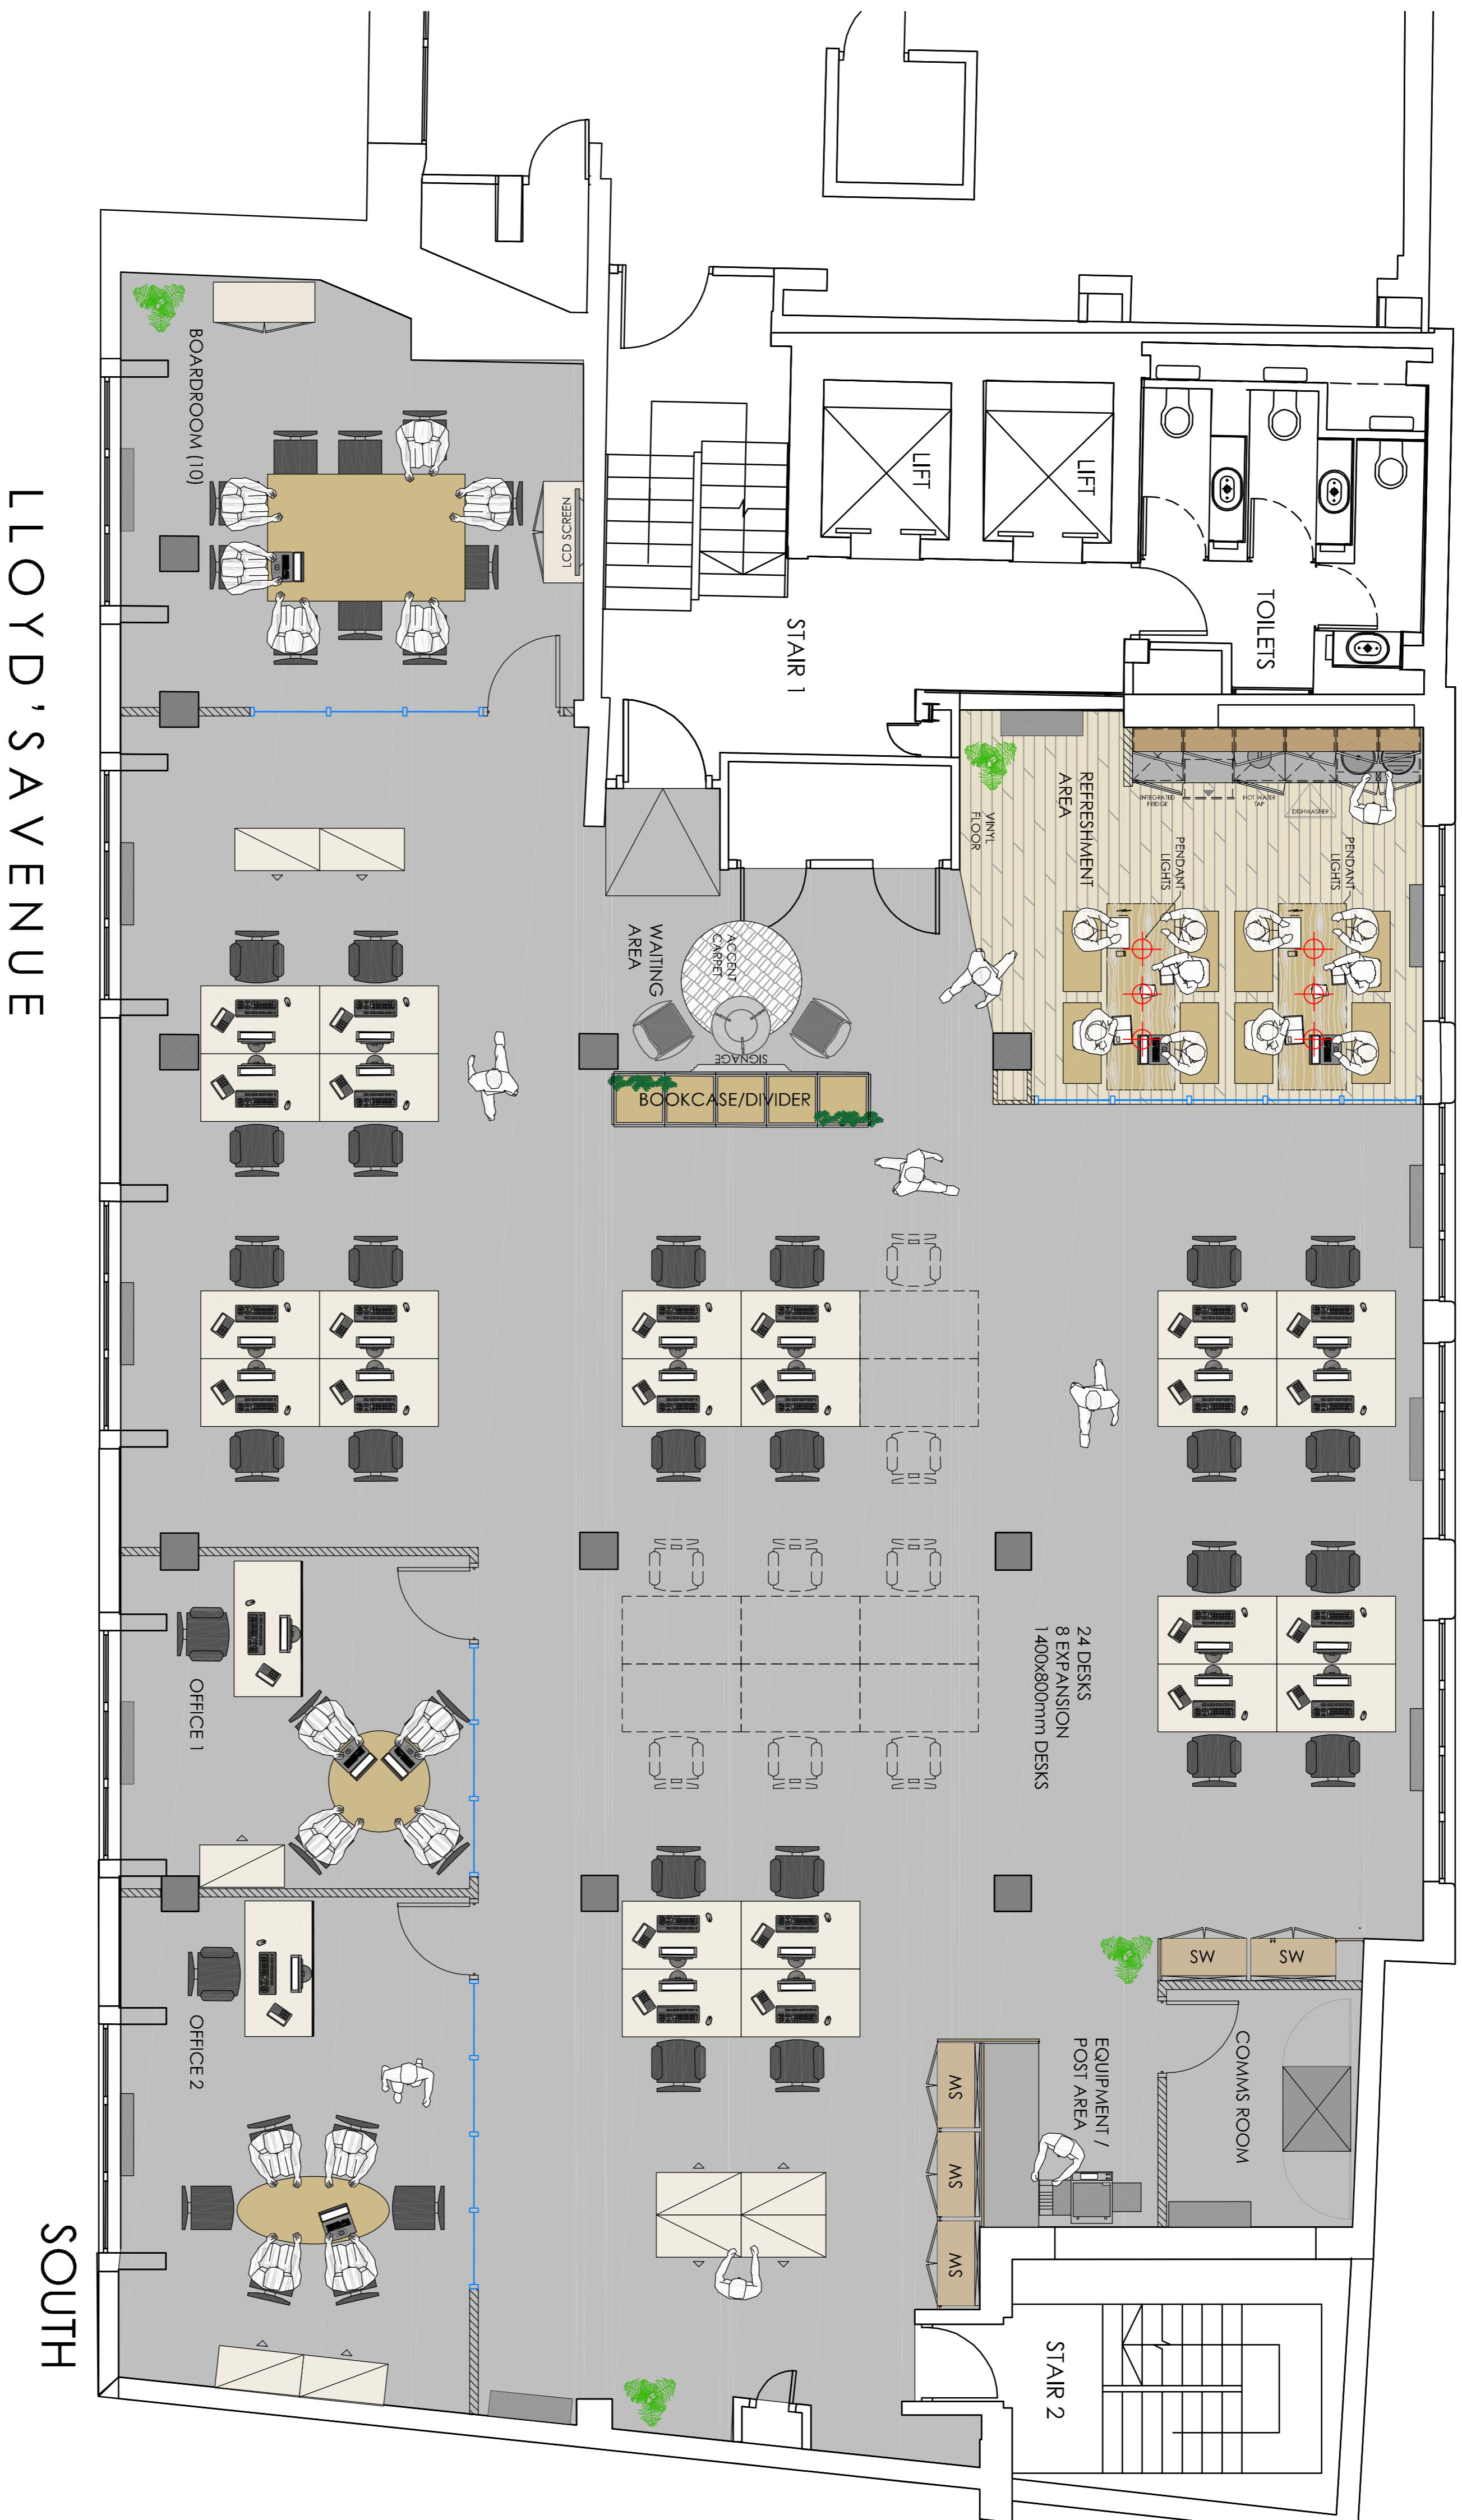 LLOYD'S AVENUE
SOUTH
BOARDROOM (10)
LCD SCREEN
STAIR 1
LIFT
LIFT
TOILETS
REFRESHMENT
AREA
VINYL
FLOOR
INTEGRATED
FRIDGE
HOT WATER
TAP
DISHWASHER
PENDANT
LIGHTS
PENDANT
LIGHTS
WAITING
AREA
ACCENT
CARPET
SIGNAGE
BOOKCASE/DIVIDER
24 DESKS
8 EXPANSION
1400x800mm DESKS
OFFICE 1
OFFICE 2
SW
SW
COMMS ROOM
EQUIPMENT /
POST AREA
MS
MS
MS
STAIR 2